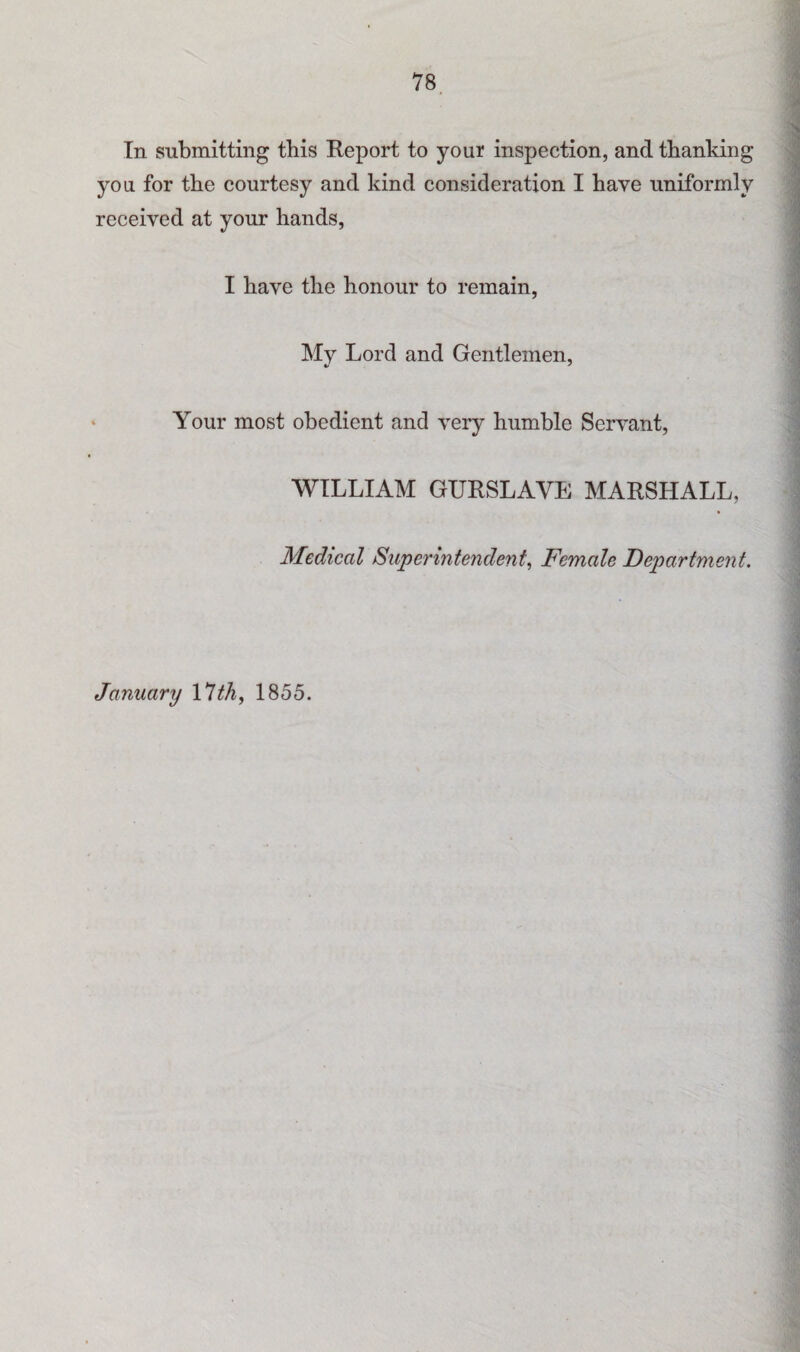 78
In submitting this Report to your inspection, and thanking
you for the courtesy and kind consideration I have uniformly
received at your hands,
I have the honour to remain,
My Lord and Gentlemen,
Your most obedient and very humble Servant,
WILLIAM GURSLAVE MARSHALL,
Medical Superintendent, Female Department.
January 17th, 1855.